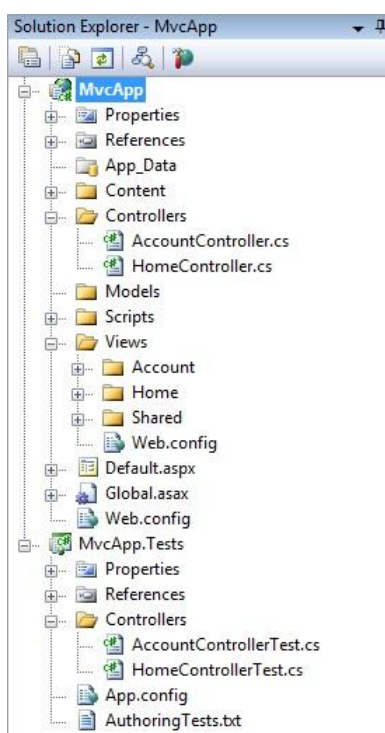 Solution Explorer - MvcApp
MvcApp
Properties
References
App_Data
Content
Controllers
AccountController.cs
HomeController.cs
Models
Scripts
Views
Account
Home
Shared
Web.config
Default.aspx
Global.asax
Web.config
MvcApp.Tests
Properties
References
Controllers
AccountControllerTest.cs
HomeControllerTest.cs
App.config
AuthoringTests.txt